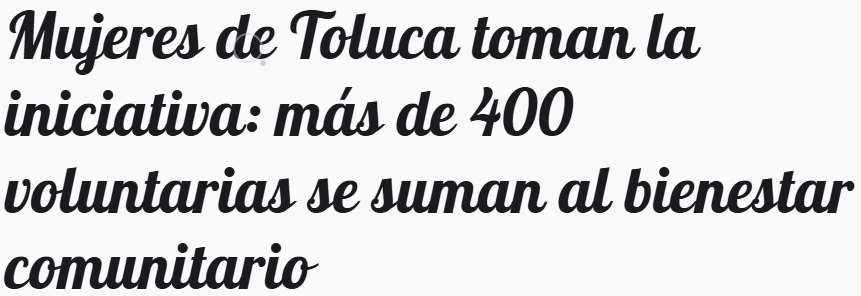 Mujeres de Toluca toman la
iniciativa: más de 400
voluntarias se suman al bienestar
comunitario